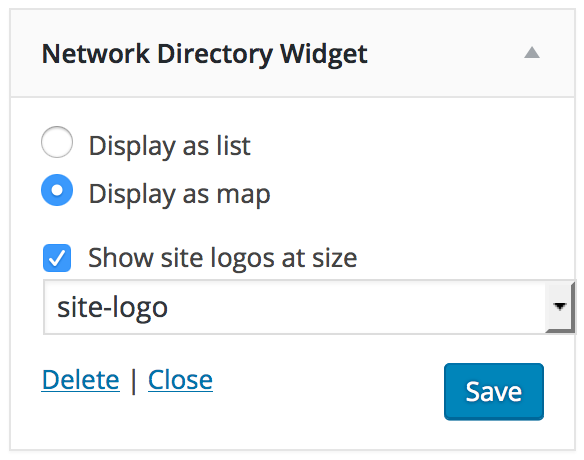 Network Directory Widget
Display as list
Display as map
Show site logos at size
site-logo
Delete | Close
Save